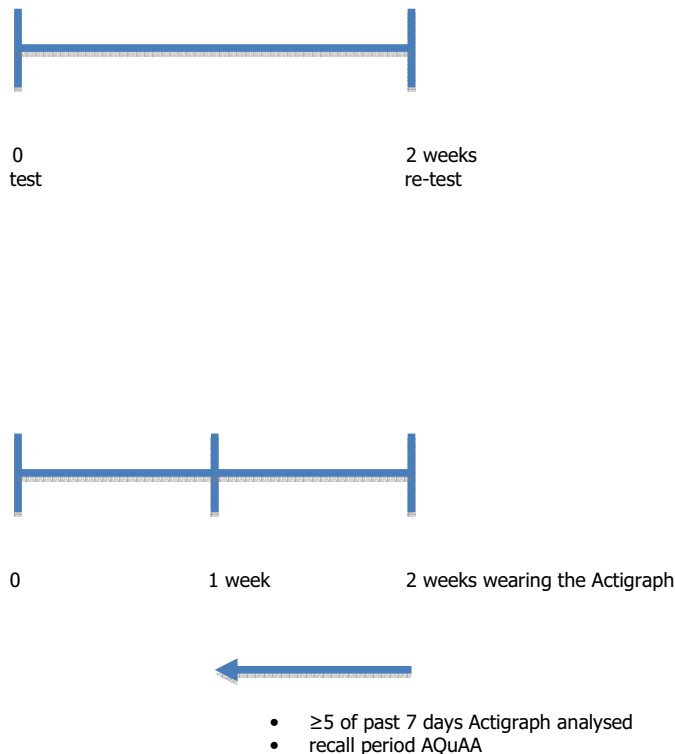 0 2 weeks
test re-test
0 1 week 2 weeks wearing the Actigraph
• ≥5 of past 7 days Actigraph analysed
• recall period AQuAA